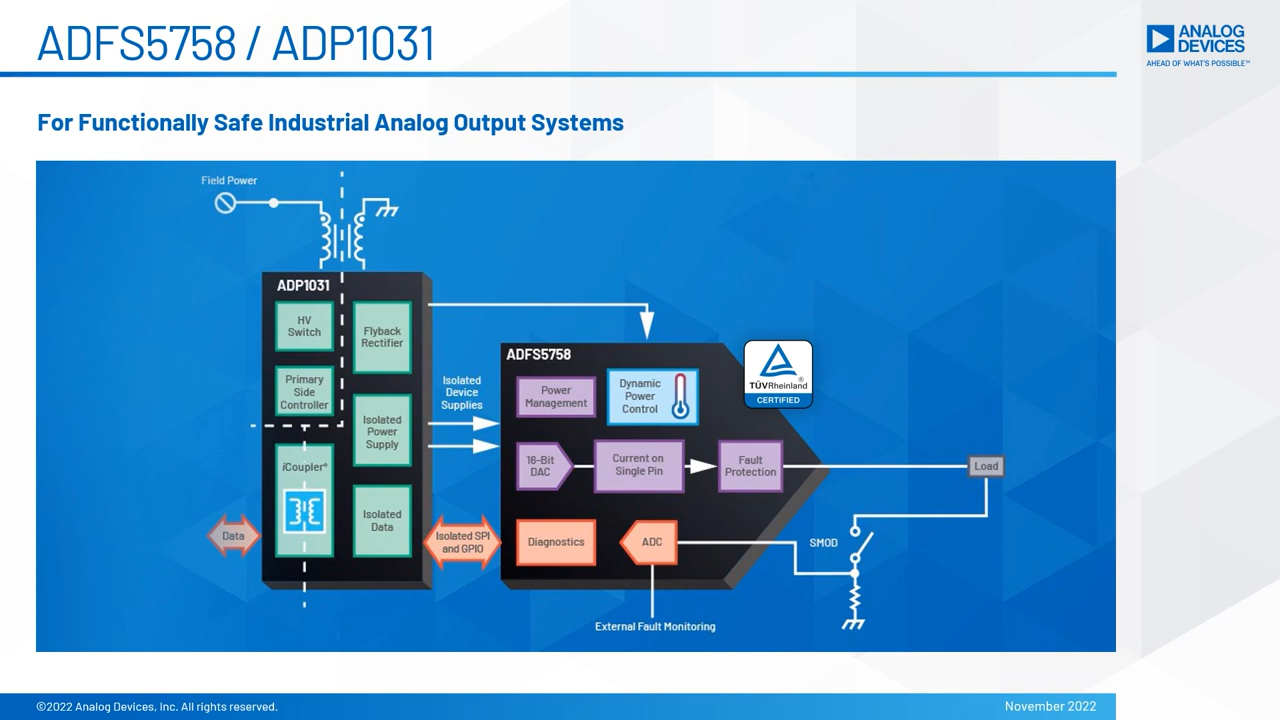 ADFS5758 / ADP1031
ANALOG
DEVICES
AHEAD OF WHAT'S POSSIBLE™
For Functionally Safe Industrial Analog Output Systems
Field Power
ADP1031
HV
Switch
Flyback
Rectifier
Primary
Side
Controller
Isolated
Power
Supply
iCoupler®
Isolated
Data
Data
Isolated
Device
Supplies
Isolated SPI
and GPIO
ADFS5758
Power
Management
Dynamic
Power
Control
TÜVRheinland®
CERTIFIED
16-Bit
DAC
Current on
Single Pin
Fault
Protection
Load
Diagnostics
ADC
SMOD
External Fault Monitoring
©2022 Analog Devices, Inc. All rights reserved.
November 2022